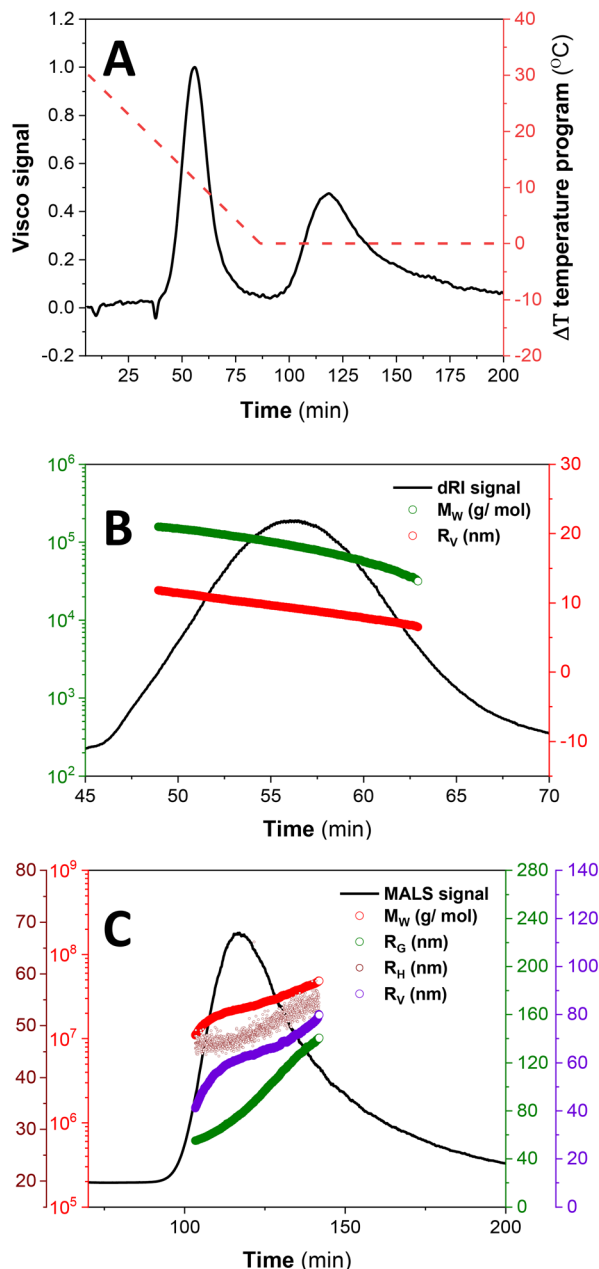 A
Visco signal
1.2
1.0
0.8
0.6
0.4
0.2
0.0
-0.2
40
30
20
10
0
-10
-20
ΔT temperature program (°C)
25 50 75 100 125 150 175 200
Time (min)
B
10⁶
10⁵
10⁴
10³
10²
30
20
10
0
-10
dRI signal
M_W (g/ mol)
R_V (nm)
45 50 55 60 65 70
Time (min)
C
80
70
60
50
40
30
20
10⁹
10⁸
10⁷
10⁶
10⁵
MALS signal
M_W (g/ mol)
R_G (nm)
R_H (nm)
R_V (nm)
280
240
200
160
120
80
40
0
140
120
100
80
60
40
20
0
100 150 200
Time (min)